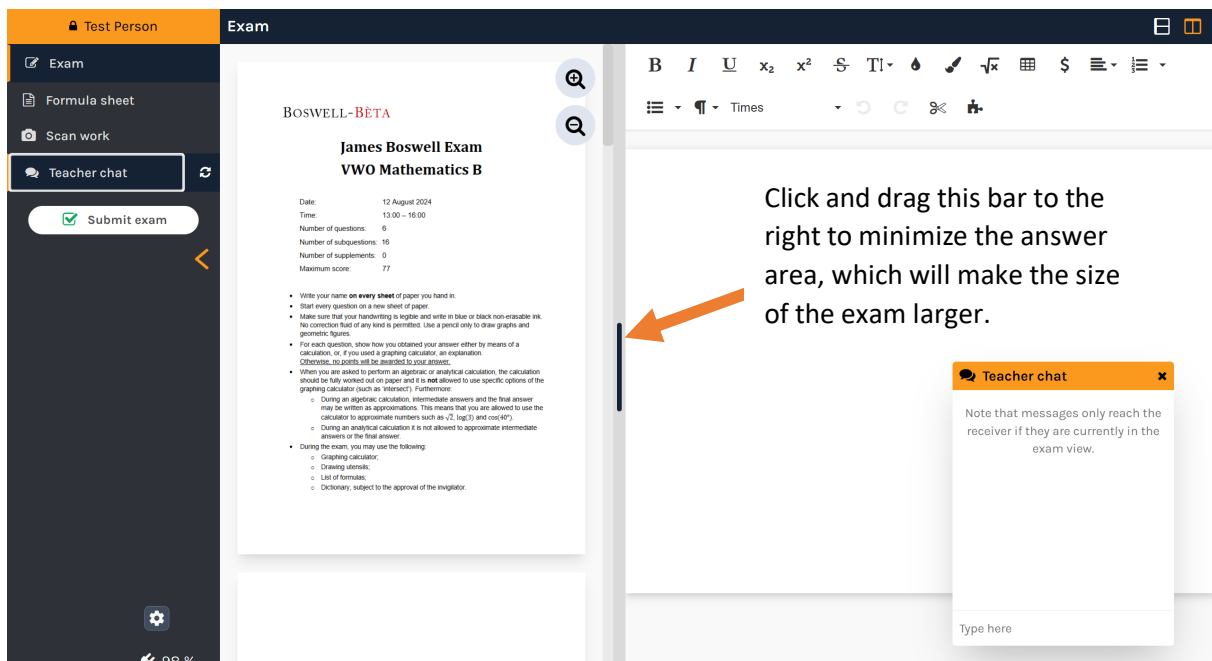 Test Person
Exam
Exam
Formula sheet
Scan work
Teacher chat
Submit exam
98 %
BOSWELL-BÈTA
James Boswell Exam
VWO Mathematics B
Date: 12 August 2024
Time: 13:00 – 16:00
Number of questions: 6
Number of subquestions: 16
Number of supplements: 0
Maximum score: 77
• Write your name on every sheet of paper you hand in.
• Start every question on a new sheet of paper.
• Make sure that your handwriting is legible and write in blue or black non-erasable ink.
No correction fluid of any kind is permitted. Use a pencil only to draw graphs and
geometric figures.
• For each question, show how you obtained your answer either by means of a
calculation, or, if you used a graphing calculator, an explanation.
Otherwise, no points will be awarded to your answer.
• When you are asked to perform an algebraic or analytical calculation, the calculation
should be fully worked out on paper and it is not allowed to use specific options of the
graphing calculator (such as 'intersect'). Furthermore:
o During an algebraic calculation, intermediate answers and the final answer
may be written as approximations. This means that you are allowed to use the
calculator to approximate numbers such as √2, log(3) and cos(40°).
o During an analytical calculation it is not allowed to approximate intermediate
answers or the final answer.
• During the exam, you may use the following:
o Graphing calculator;
o Drawing utensils;
o List of formulas;
o Dictionary, subject to the approval of the invigilator.
B I U x₂ x² S T √x $
¶ Times
Click and drag this bar to the
right to minimize the answer
area, which will make the size
of the exam larger.
Teacher chat
Note that messages only reach the
receiver if they are currently in the
exam view.
Type here